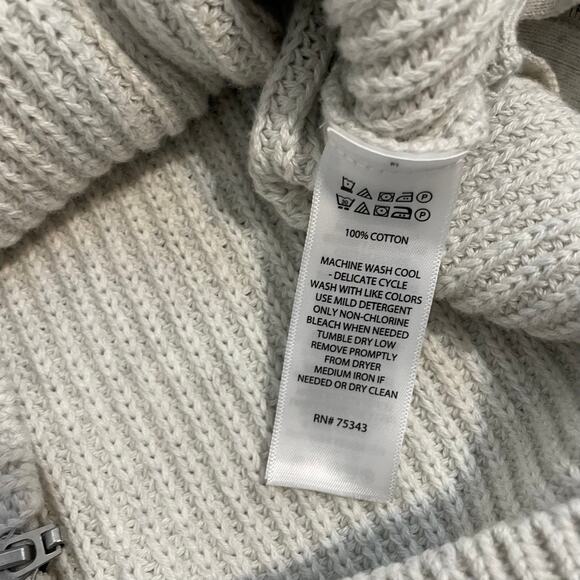 P
30
P
100% COTTON
MACHINE WASH COOL
- DELICATE CYCLE
WASH WITH LIKE COLORS
USE MILD DETERGENT
ONLY NON-CHLORINE
BLEACH WHEN NEEDED
TUMBLE DRY LOW
REMOVE PROMPTLY
FROM DRYER
MEDIUM IRON IF
NEEDED OR DRY CLEAN
RN# 75343